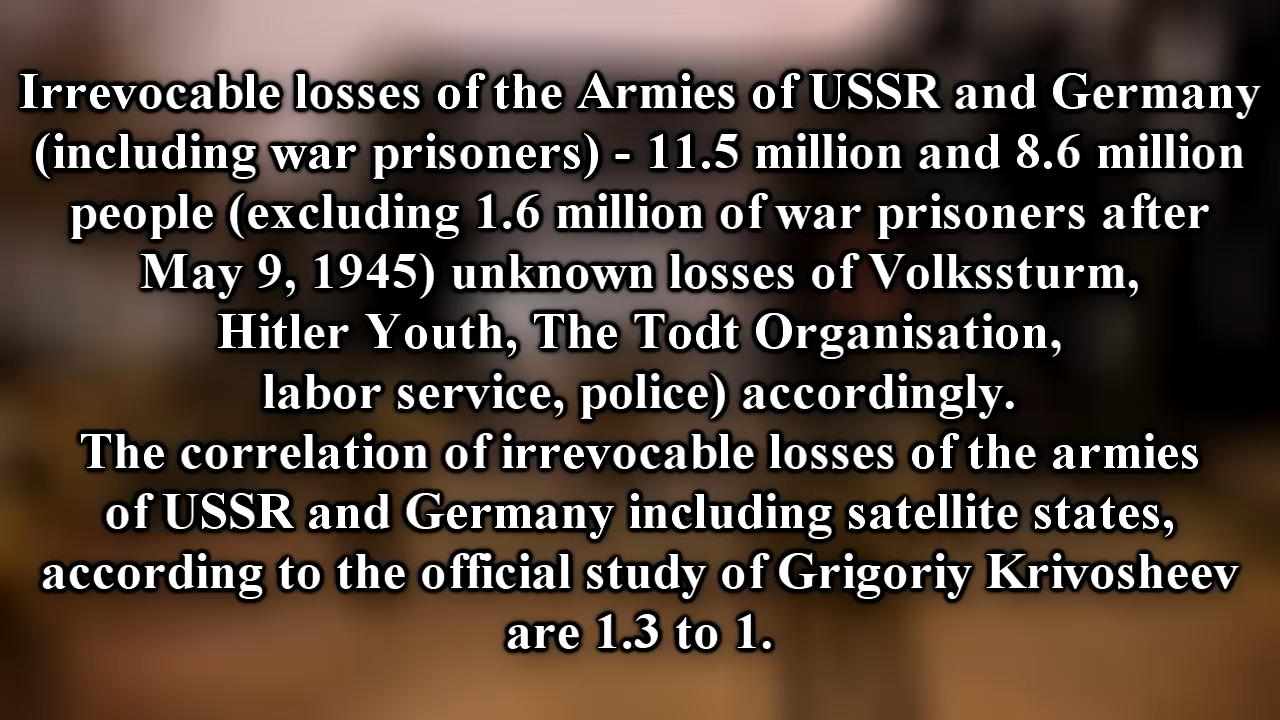 Irrevocable losses of the Armies of USSR and Germany
(including war prisoners) - 11.5 million and 8.6 million
people (excluding 1.6 million of war prisoners after
May 9, 1945) unknown losses of Volkssturm,
Hitler Youth, The Todt Organisation,
labor service, police) accordingly.
The correlation of irrevocable losses of the armies
of USSR and Germany including satellite states,
according to the official study of Grigoriy Krivosheev
are 1.3 to 1.